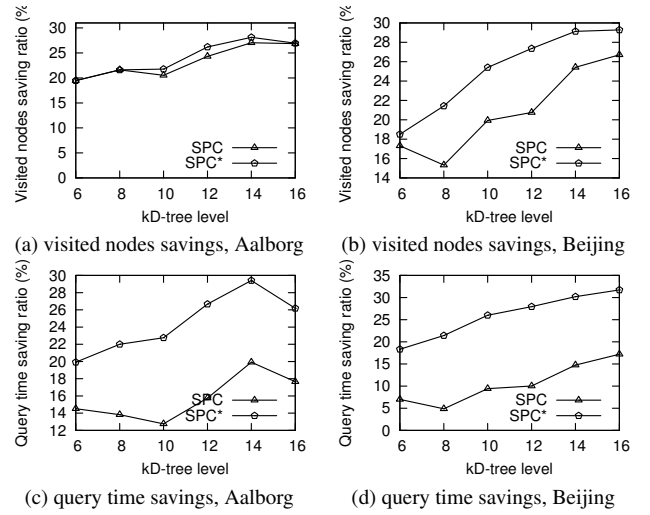 Visited nodes saving ratio (%
30
25
20
15
10
5
0
SPC
SPC*
6 8 10 12 14 16
kD-tree level
(a) visited nodes savings, Aalborg
Visited nodes saving ratio (%
30
28
26
24
22
20
18
16
14
SPC
SPC*
6 8 10 12 14 16
kD-tree level
(b) visited nodes savings, Beijing
Query time saving ratio (%)
30
28
26
24
22
20
18
16
14
12
SPC
SPC*
6 8 10 12 14 16
kD-tree level
(c) query time savings, Aalborg
Query time saving ratio (%)
35
30
25
20
15
10
5
0
SPC
SPC*
6 8 10 12 14 16
kD-tree level
(d) query time savings, Beijing